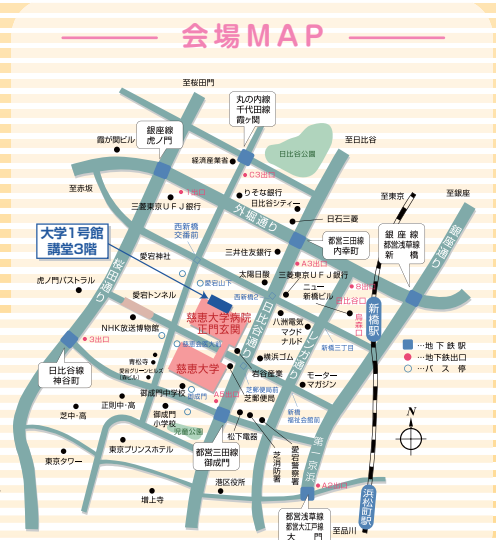 会場MAP
至桜田門
丸の内線
千代田線
霞ヶ関
銀座線
虎ノ門
霞が関ビル
経済産業省
日比谷公園
至日比谷
C3出口
至赤坂
1出口
りそな銀行
日比谷シティー
三菱東京UFJ銀行
至東京
至銀座
外堀通り
日石三菱
西新橋
交番前
大学1号館
講堂3階
三井住友銀行
都営三田線
内幸町
銀座線
都営浅草線
新橋
銀座通り
愛宕神社
A3出口
桜田通り
太陽日酸
三菱東京UFJ銀行
虎ノ門パストラル
愛宕山下
ニュー
新橋ビル
8出口
日比谷口
愛宕トンネル
西新橋2
烏森口
新橋駅
日比谷通り
慈恵大学病院
正門玄関
八洲電気
マクド
ナルド
レンガ通り
NHK放送博物館
3出口
慈恵会医大前
新橋三丁目
…地下鉄駅
…地下鉄出口
…バス停
日比谷線
神谷町
青松寺
愛宕グリーンヒルズ
(森ビル)
慈恵大学
横浜ゴム
岩谷産業
御成門中学校
御成門
芝郵便局前
芝郵便局
モーター
マガジン
A5出口
正則中・高
芝中・高
御成門
小学校
児童公園
新橋
福祉会館前
N
松下電器
東京プリンスホテル
都営三田線
御成門
芝消防署
愛宕警察署
第一京浜
東京タワー
増上寺
港区役所
A2出口
浜松町駅
都営浅草線
都営大江戸線
大門
至品川